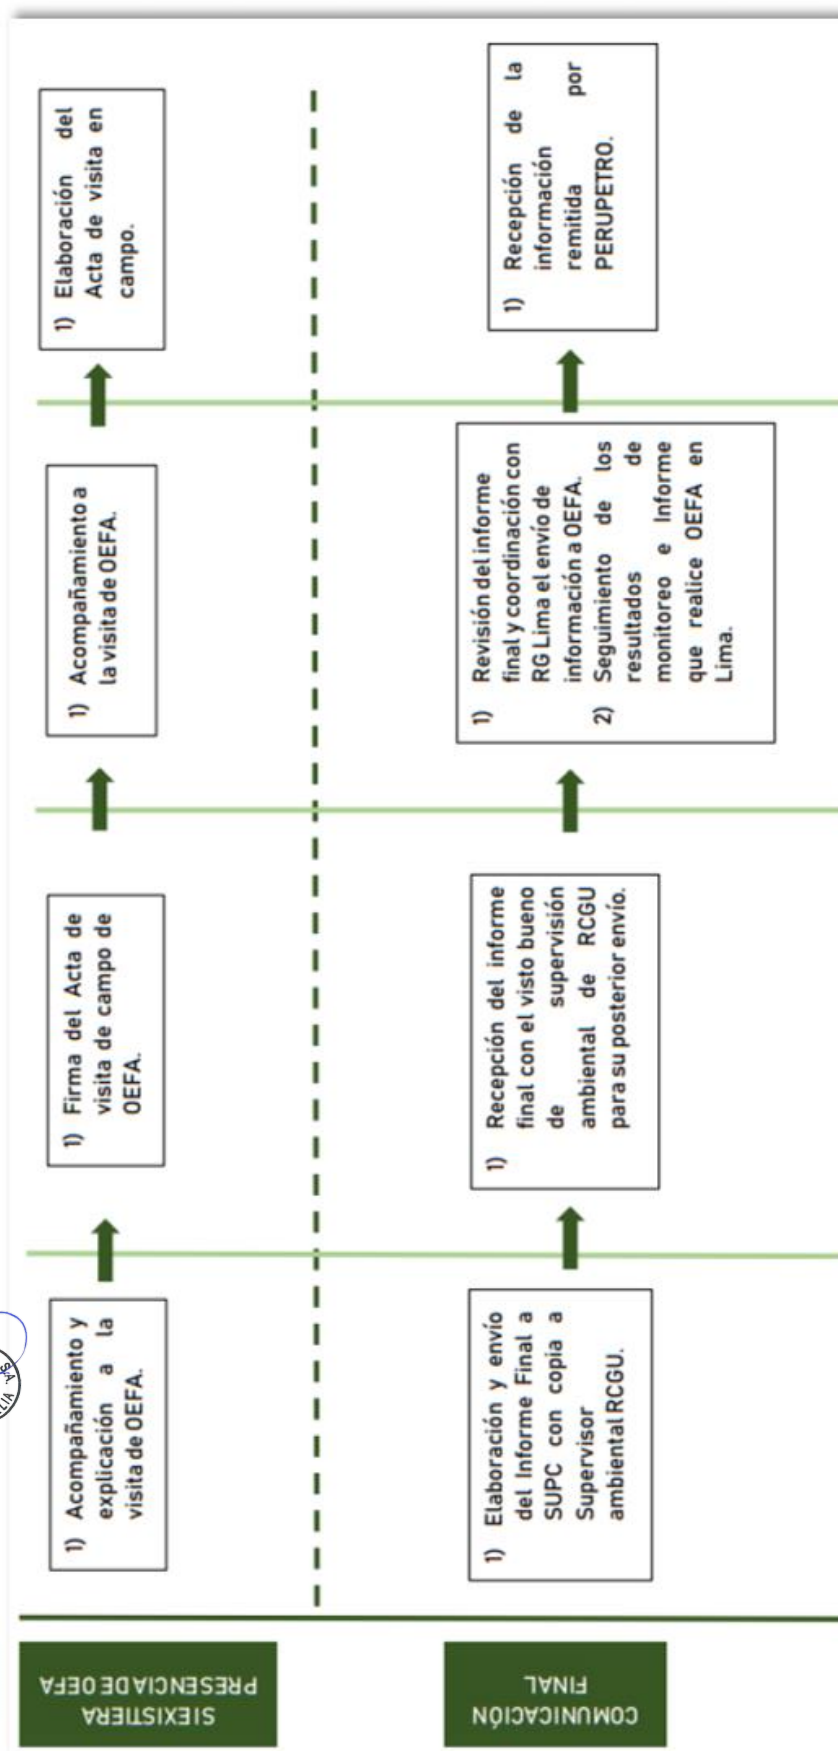 SI EXISTIERA
PRESENCIA DE OEFA
1) Acompañamiento y
explicación a la
visita de OEFA.
1) Firma del Acta de
visita de campo de
OEFA.
1) Acompañamiento a
la visita de OEFA.
1) Elaboración del
Acta de visita en
campo.
COMUNICACIÓN
FINAL
1) Elaboración y envío
del Informe Final a
SUPC con copia a
Supervisor
ambiental RCGU.
1) Recepción del informe
final con el visto bueno
de supervisión
ambiental de RCGU
para su posterior envío.
1) Revisión del informe
final y coordinación con
RG Lima el envío de
información a OEFA.
2) Seguimiento de los
resultados de
monitoreo e Informe
que realice OEFA en
Lima.
1) Recepción de la
información
remitida por
PERUPETRO.
S.A.